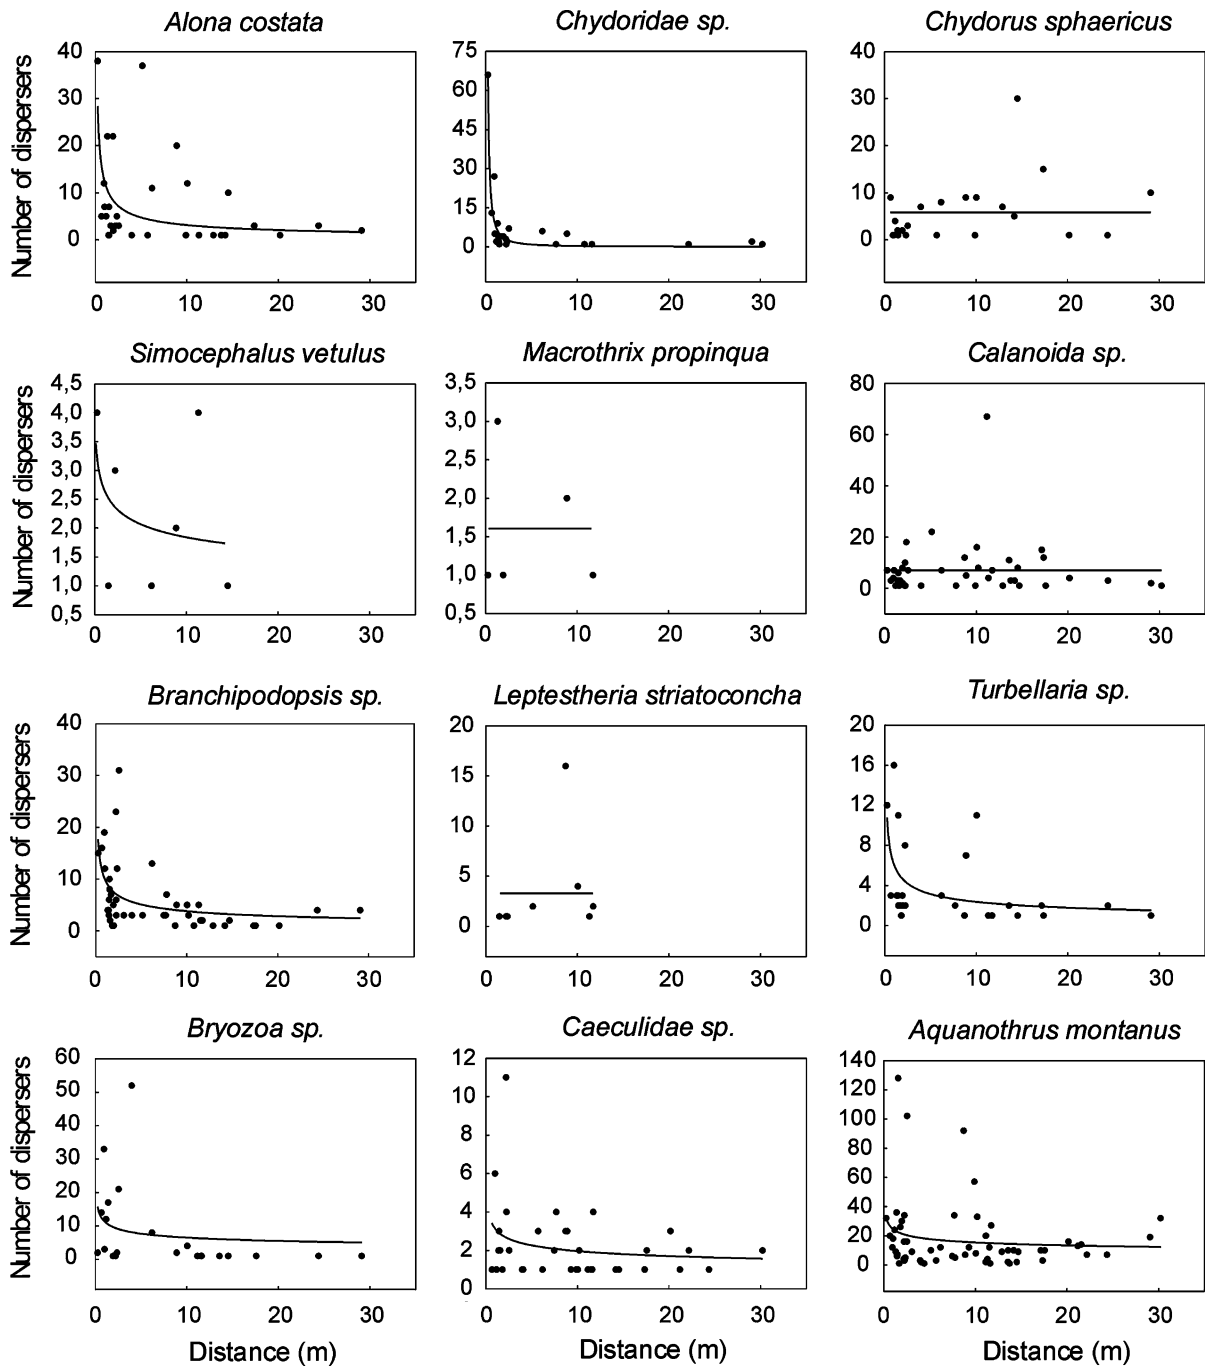 Alona costata
Chydoridae sp.
Chydorus sphaericus
Number of dispersers
40
30
20
10
0
0 10 20 30
75
60
45
30
15
0
0 10 20 30
40
30
20
10
0
0 10 20 30
Simocephalus vetulus
Macrothrix propinqua
Calanoida sp.
Number of dispersers
4,5
4,0
3,5
3,0
2,5
2,0
1,5
1,0
0,5
0 10 20 30
3,5
3,0
2,5
2,0
1,5
1,0
0,5
0 10 20 30
80
60
40
20
0
0 10 20 30
Branchipodopsis sp.
Leptestheria striatoconcha
Turbellaria sp.
Number of dispersers
40
30
20
10
0
0 10 20 30
20
15
10
5
0
0 10 20 30
20
16
12
8
4
0
0 10 20 30
Bryozoa sp.
Caeculidae sp.
Aquanothrus montanus
Number of dispersers
60
50
40
30
20
10
0
0 10 20 30
Distance (m)
12
10
8
6
4
2
0
0 10 20 30
Distance (m)
140
120
100
80
60
40
20
0
0 10 20 30
Distance (m)